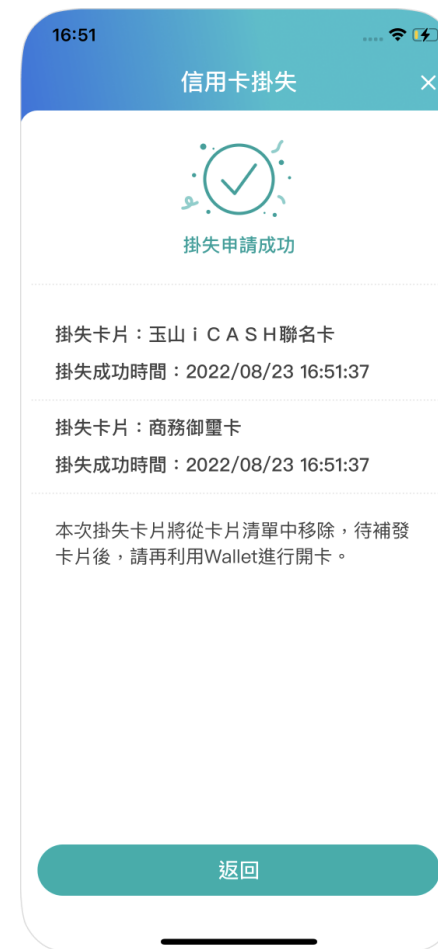 16:51
信用卡掛失
掛失申請成功
掛失卡片：玉山ｉＣＡＳＨ聯名卡
掛失成功時間：2022/08/23 16:51:37
掛失卡片：商務御璽卡
掛失成功時間：2022/08/23 16:51:37
本次掛失卡片將從卡片清單中移除，待補發
卡片後，請再利用Wallet進行開卡。
返回